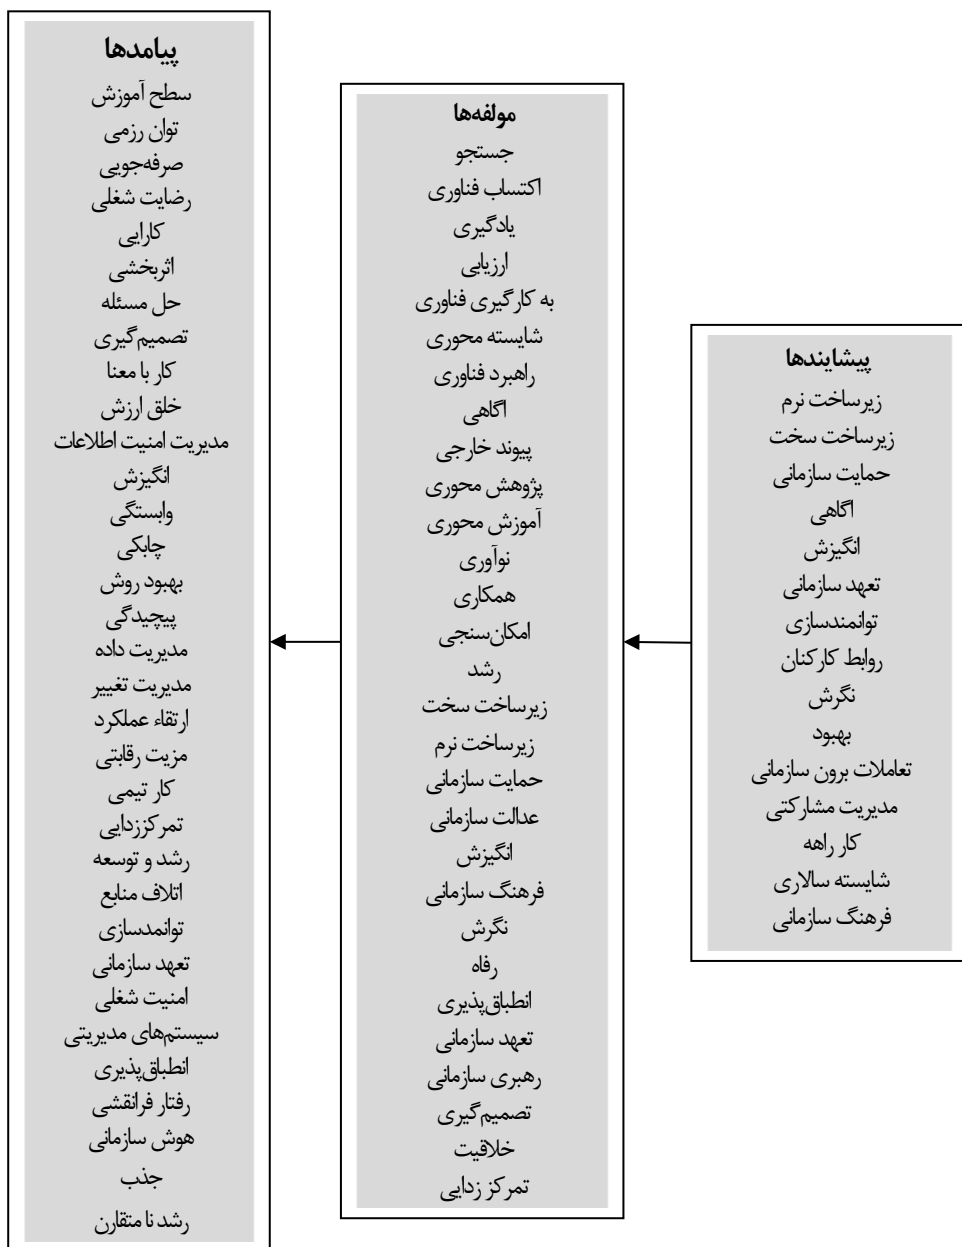 پیشایندها
زیرساخت نرم
زیرساخت سخت
حمایت سازمانی
اگاهی
انگیزش
تعهد سازمانی
توانمندسازی
روابط کارکنان
نگرش
بهبود
تعاملات برون سازمانی
مدیریت مشارکتی
کار راهه
شایسته سالاری
فرهنگ سازمانی
مولفه‌ها
جستجو
اکتساب فناوری
یادگیری
ارزیابی
به کارگیری فناوری
شایسته محوری
راهبرد فناوری
اگاهی
پیوند خارجی
پژوهش محوری
آموزش محوری
نوآوری
همکاری
امکان‌سنجی
رشد
زیرساخت سخت
زیرساخت نرم
حمایت سازمانی
عدالت سازمانی
انگیزش
فرهنگ سازمانی
نگرش
رفاه
انطباق‌پذیری
تعهد سازمانی
رهبری سازمانی
تصمیم‌گیری
خلاقیت
تمرکز زدایی
پیامدها
سطح آموزش
توان رزمی
صرفه‌جویی
رضایت شغلی
کارایی
اثربخشی
حل مسئله
تصمیم‌گیری
کار با معنا
خلق ارزش
مدیریت امنیت اطلاعات
انگیزش
وابستگی
چابکی
بهبود روش
پیچیدگی
مدیریت داده
مدیریت تغییر
ارتقاء عملکرد
مزیت رقابتی
کار تیمی
تمرکززدایی
رشد و توسعه
اتلاف منابع
توانمدسازی
تعهد سازمانی
امنیت شغلی
سیستم‌های مدیریتی
انطباق‌پذیری
رفتار فرانقشی
هوش سازمانی
جذب
رشد نا متقارن